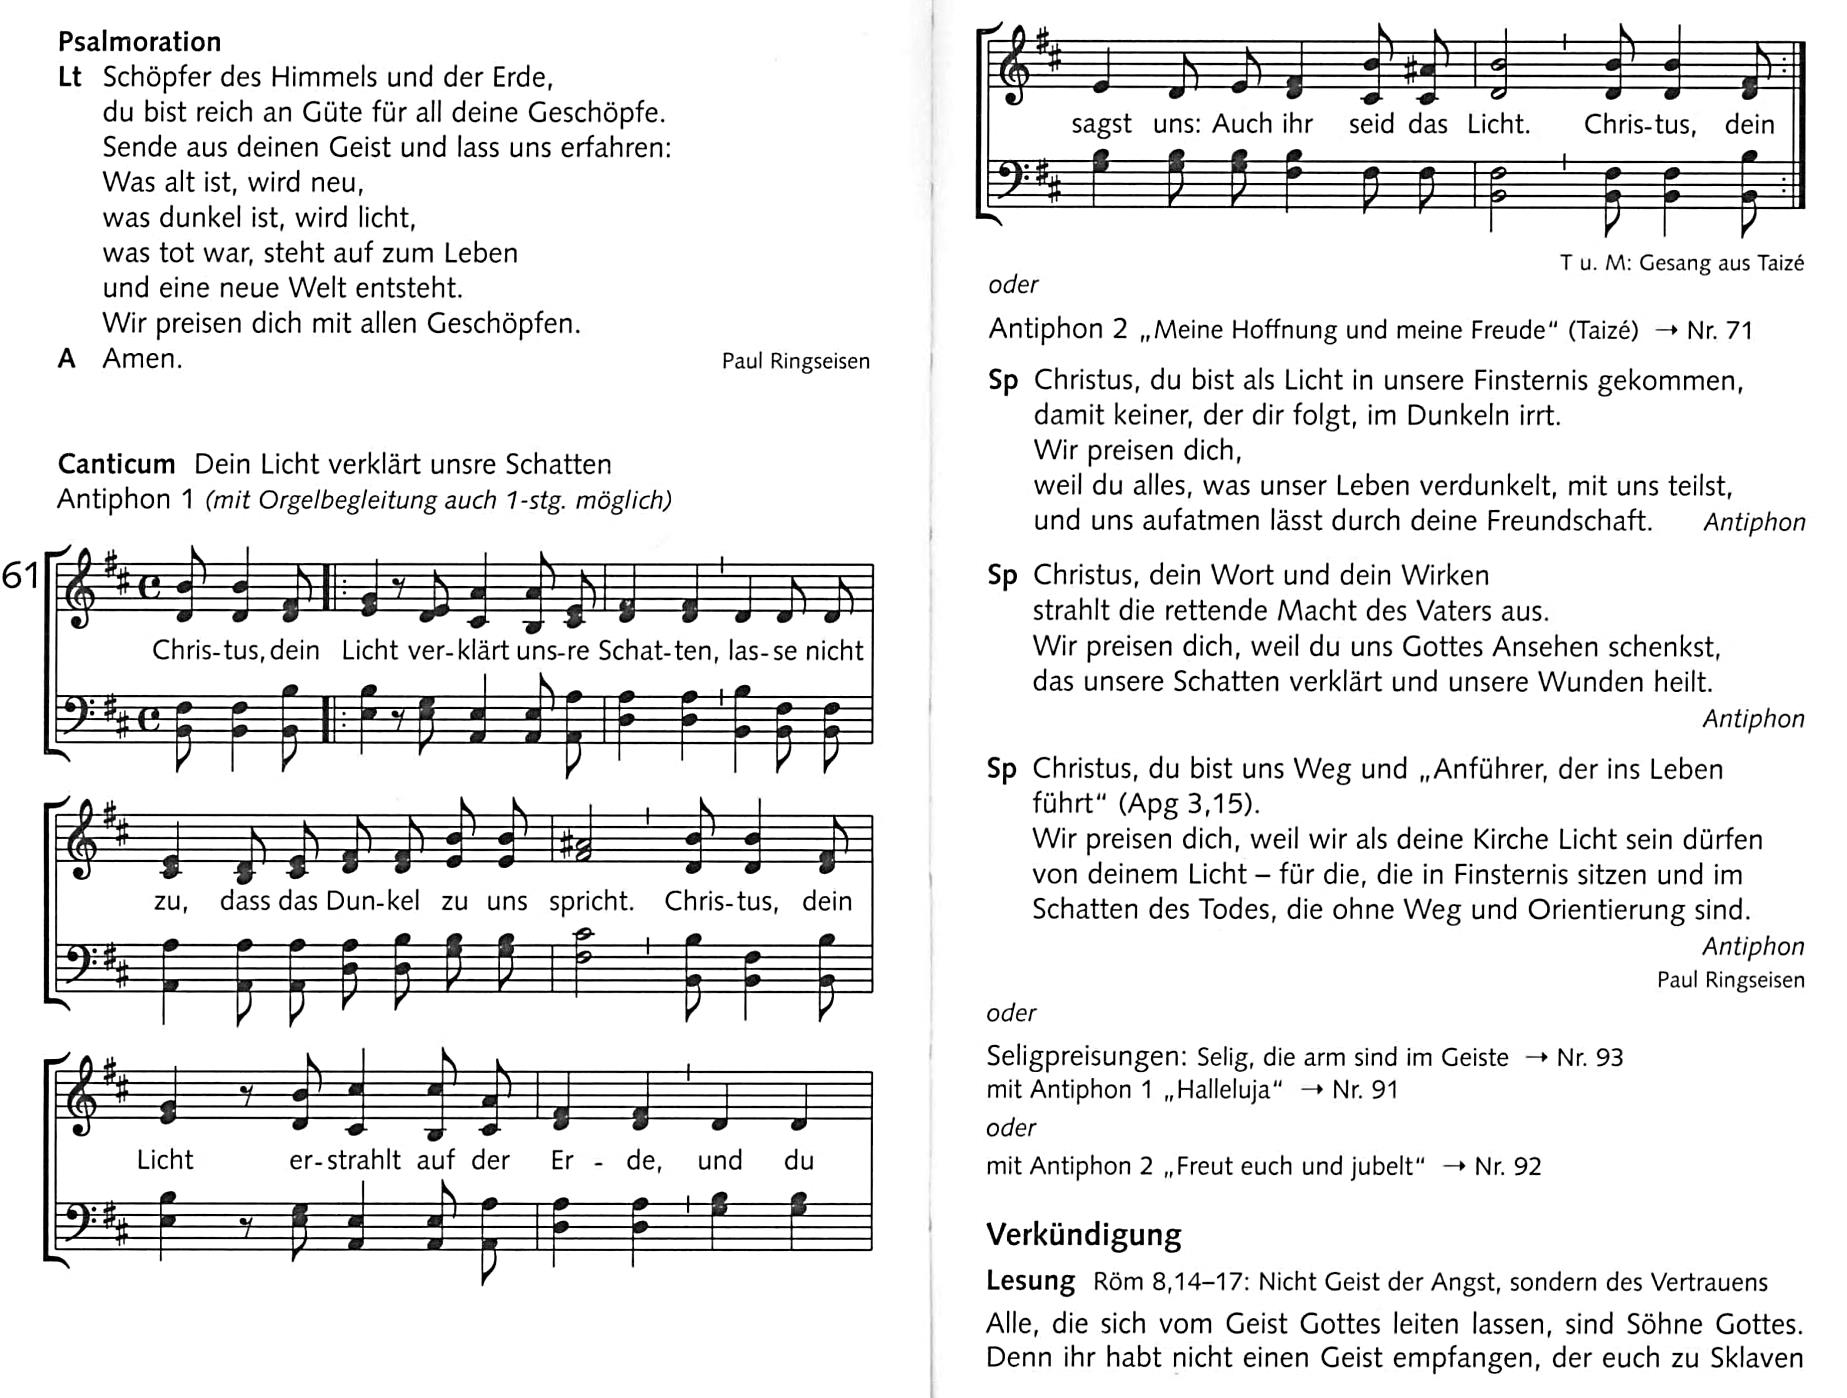 Psalmoration
Lt Schöpfer des Himmels und der Erde,
du bist reich an Güte für all deine Geschöpfe.
Sende aus deinen Geist und lass uns erfahren:
Was alt ist, wird neu,
was dunkel ist, wird licht,
was tot war, steht auf zum Leben
und eine neue Welt entsteht.
Wir preisen dich mit allen Geschöpfen.
A Amen. Paul Ringseisen
Canticum Dein Licht verklärt unsre Schatten
Antiphon 1 (mit Orgelbegleitung auch 1-stg. möglich)
61
Chris-tus, dein Licht ver-klärt uns-re Schat-ten, las-se nicht
zu, dass das Dun-kel zu uns spricht. Chris-tus, dein
Licht er-strahlt auf der Er - de, und du
sagst uns: Auch ihr seid das Licht. Chris-tus, dein
T u. M: Gesang aus Taizé
oder
Antiphon 2 „Meine Hoffnung und meine Freude“ (Taizé) → Nr. 71
Sp Christus, du bist als Licht in unsere Finsternis gekommen,
damit keiner, der dir folgt, im Dunkeln irrt.
Wir preisen dich,
weil du alles, was unser Leben verdunkelt, mit uns teilst,
und uns aufatmen lässt durch deine Freundschaft. Antiphon
Sp Christus, dein Wort und dein Wirken
strahlt die rettende Macht des Vaters aus.
Wir preisen dich, weil du uns Gottes Ansehen schenkst,
das unsere Schatten verklärt und unsere Wunden heilt.
Antiphon
Sp Christus, du bist uns Weg und „Anführer, der ins Leben
führt“ (Apg 3,15).
Wir preisen dich, weil wir als deine Kirche Licht sein dürfen
von deinem Licht – für die, die in Finsternis sitzen und im
Schatten des Todes, die ohne Weg und Orientierung sind.
Antiphon
Paul Ringseisen
oder
Seligpreisungen: Selig, die arm sind im Geiste → Nr. 93
mit Antiphon 1 „Halleluja“ → Nr. 91
oder
mit Antiphon 2 „Freut euch und jubelt“ → Nr. 92
Verkündigung
Lesung Röm 8,14–17: Nicht Geist der Angst, sondern des Vertrauens
Alle, die sich vom Geist Gottes leiten lassen, sind Söhne Gottes.
Denn ihr habt nicht einen Geist empfangen, der euch zu Sklaven